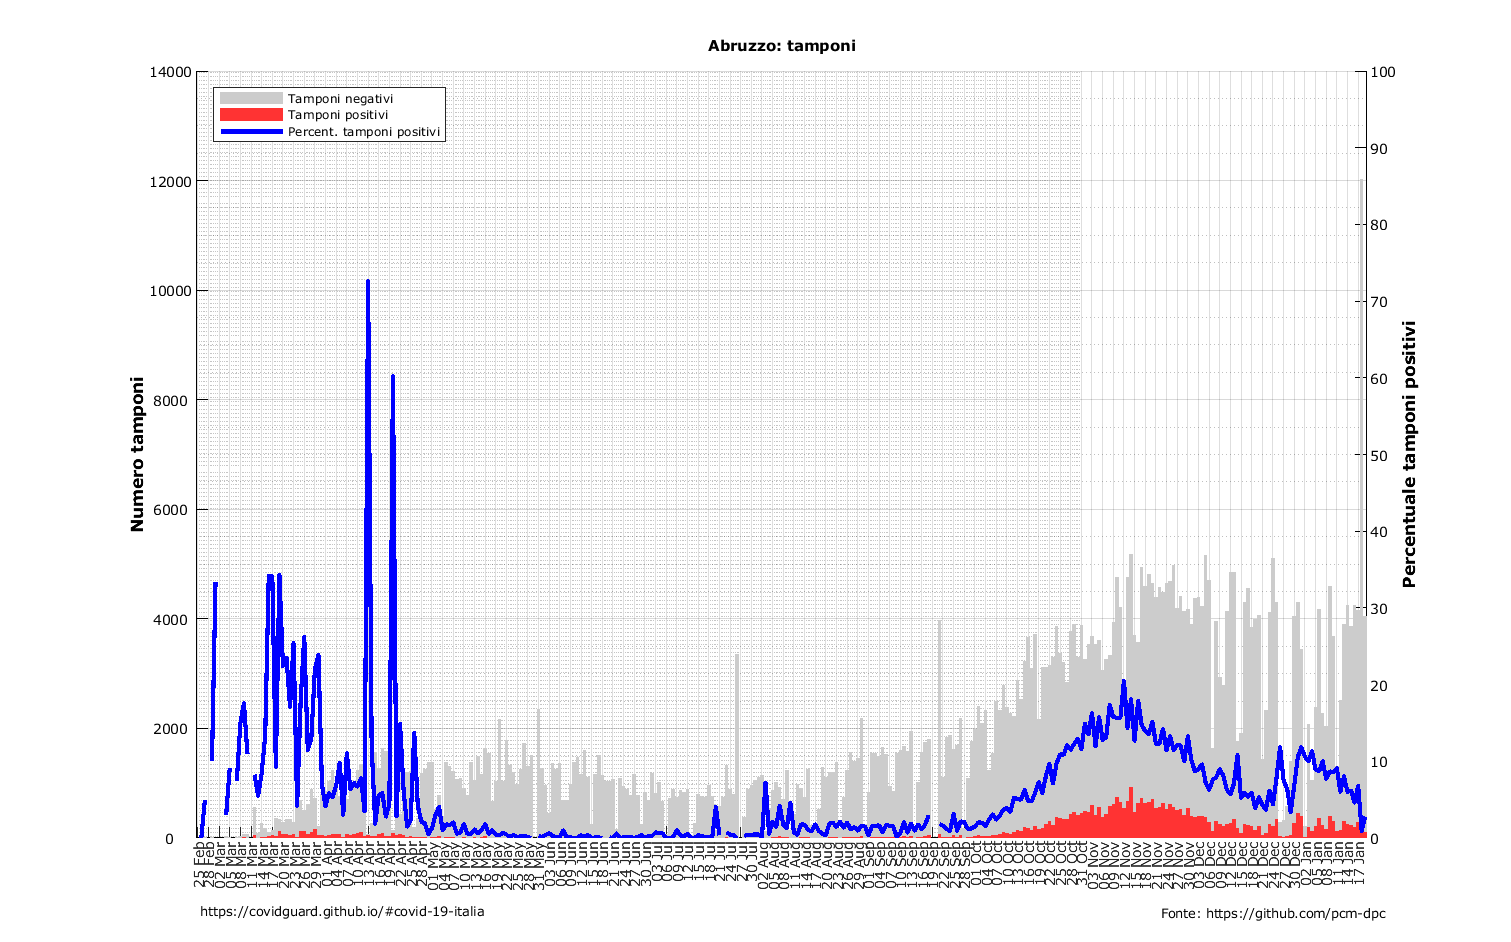 Abruzzo: tamponi
14000
12000
10000
8000
6000
4000
2000
0
Numero tamponi
Tamponi negativi
Tamponi positivi
Percent. tamponi positivi
100
90
80
70
60
50
40
30
20
10
0
Percentuale tamponi positivi
25 Feb
28 Feb
02 Mar
05 Mar
08 Mar
11 Mar
14 Mar
17 Mar
20 Mar
23 Mar
26 Mar
29 Mar
01 Apr
04 Apr
07 Apr
10 Apr
13 Apr
16 Apr
19 Apr
22 Apr
25 Apr
28 Apr
01 May
04 May
07 May
10 May
13 May
16 May
19 May
22 May
25 May
28 May
31 May
03 Jun
06 Jun
09 Jun
12 Jun
15 Jun
18 Jun
21 Jun
24 Jun
27 Jun
30 Jun
03 Jul
06 Jul
09 Jul
12 Jul
15 Jul
18 Jul
21 Jul
24 Jul
27 Jul
30 Jul
02 Aug
05 Aug
08 Aug
11 Aug
14 Aug
17 Aug
20 Aug
23 Aug
26 Aug
29 Aug
01 Sep
04 Sep
07 Sep
10 Sep
13 Sep
16 Sep
19 Sep
22 Sep
25 Sep
28 Sep
01 Oct
04 Oct
07 Oct
10 Oct
13 Oct
16 Oct
19 Oct
22 Oct
25 Oct
28 Oct
31 Oct
03 Nov
06 Nov
09 Nov
12 Nov
15 Nov
18 Nov
21 Nov
24 Nov
27 Nov
30 Nov
03 Dec
06 Dec
09 Dec
12 Dec
15 Dec
18 Dec
21 Dec
24 Dec
27 Dec
30 Dec
02 Jan
05 Jan
08 Jan
11 Jan
14 Jan
17 Jan
https://covidguard.github.io/#covid-19-italia
Fonte: https://github.com/pcm-dpc